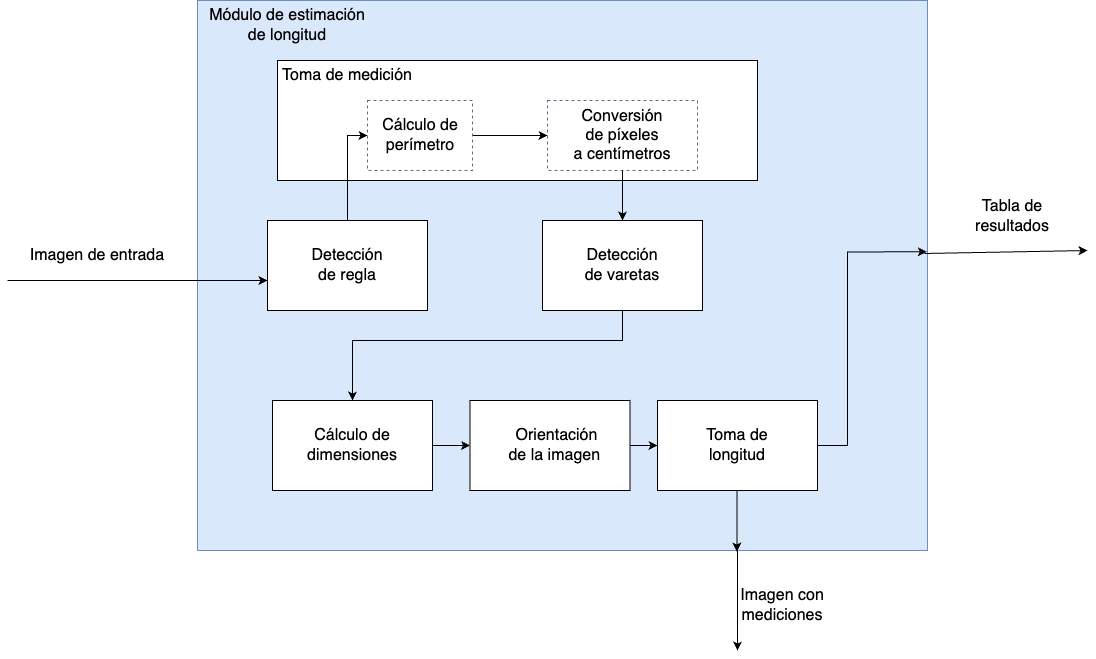 Módulo de estimación
de longitud
Toma de medición
Cálculo de
perímetro
Conversión
de píxeles
a centímetros
Imagen de entrada
Detección
de regla
Detección
de varetas
Tabla de
resultados
Cálculo de
dimensiones
Orientación
de la imagen
Toma de
longitud
Imagen con
mediciones